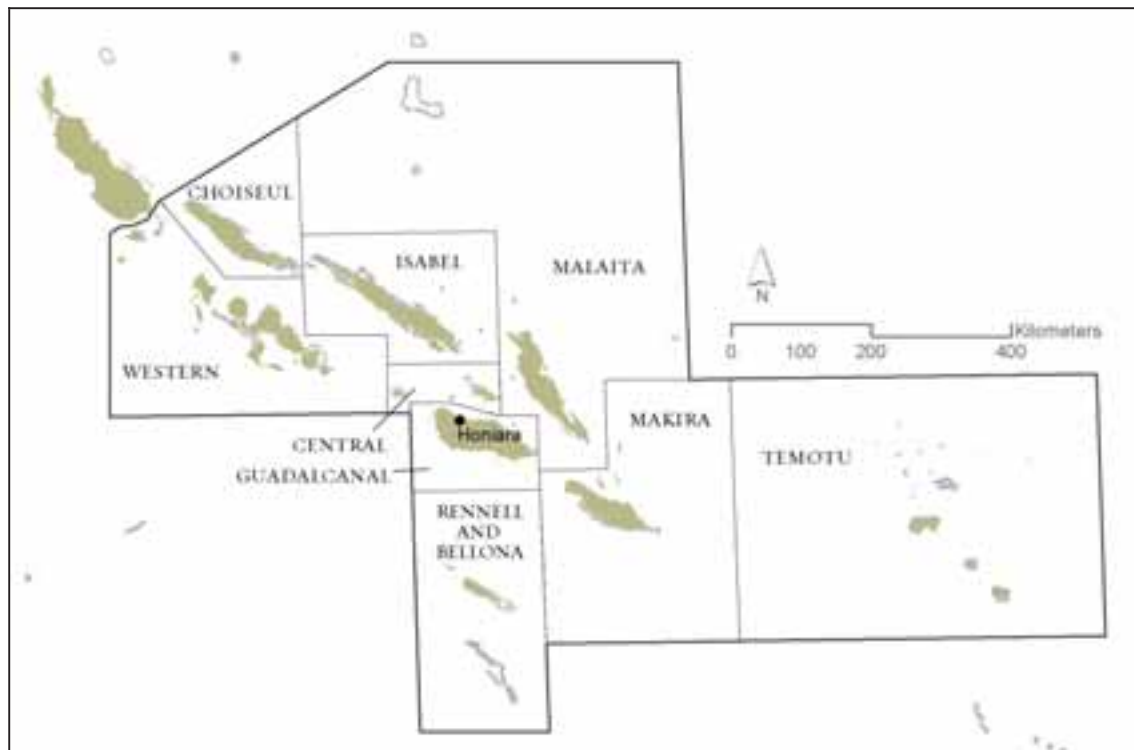 CHOISEUL
ISABEL
MALAITA
N
Kilometers
0 100 200 400
WESTERN
MAKIRA
Honiara
CENTRAL
TEMOTU
GUADALCANAL
RENNELL
AND
BELLONA